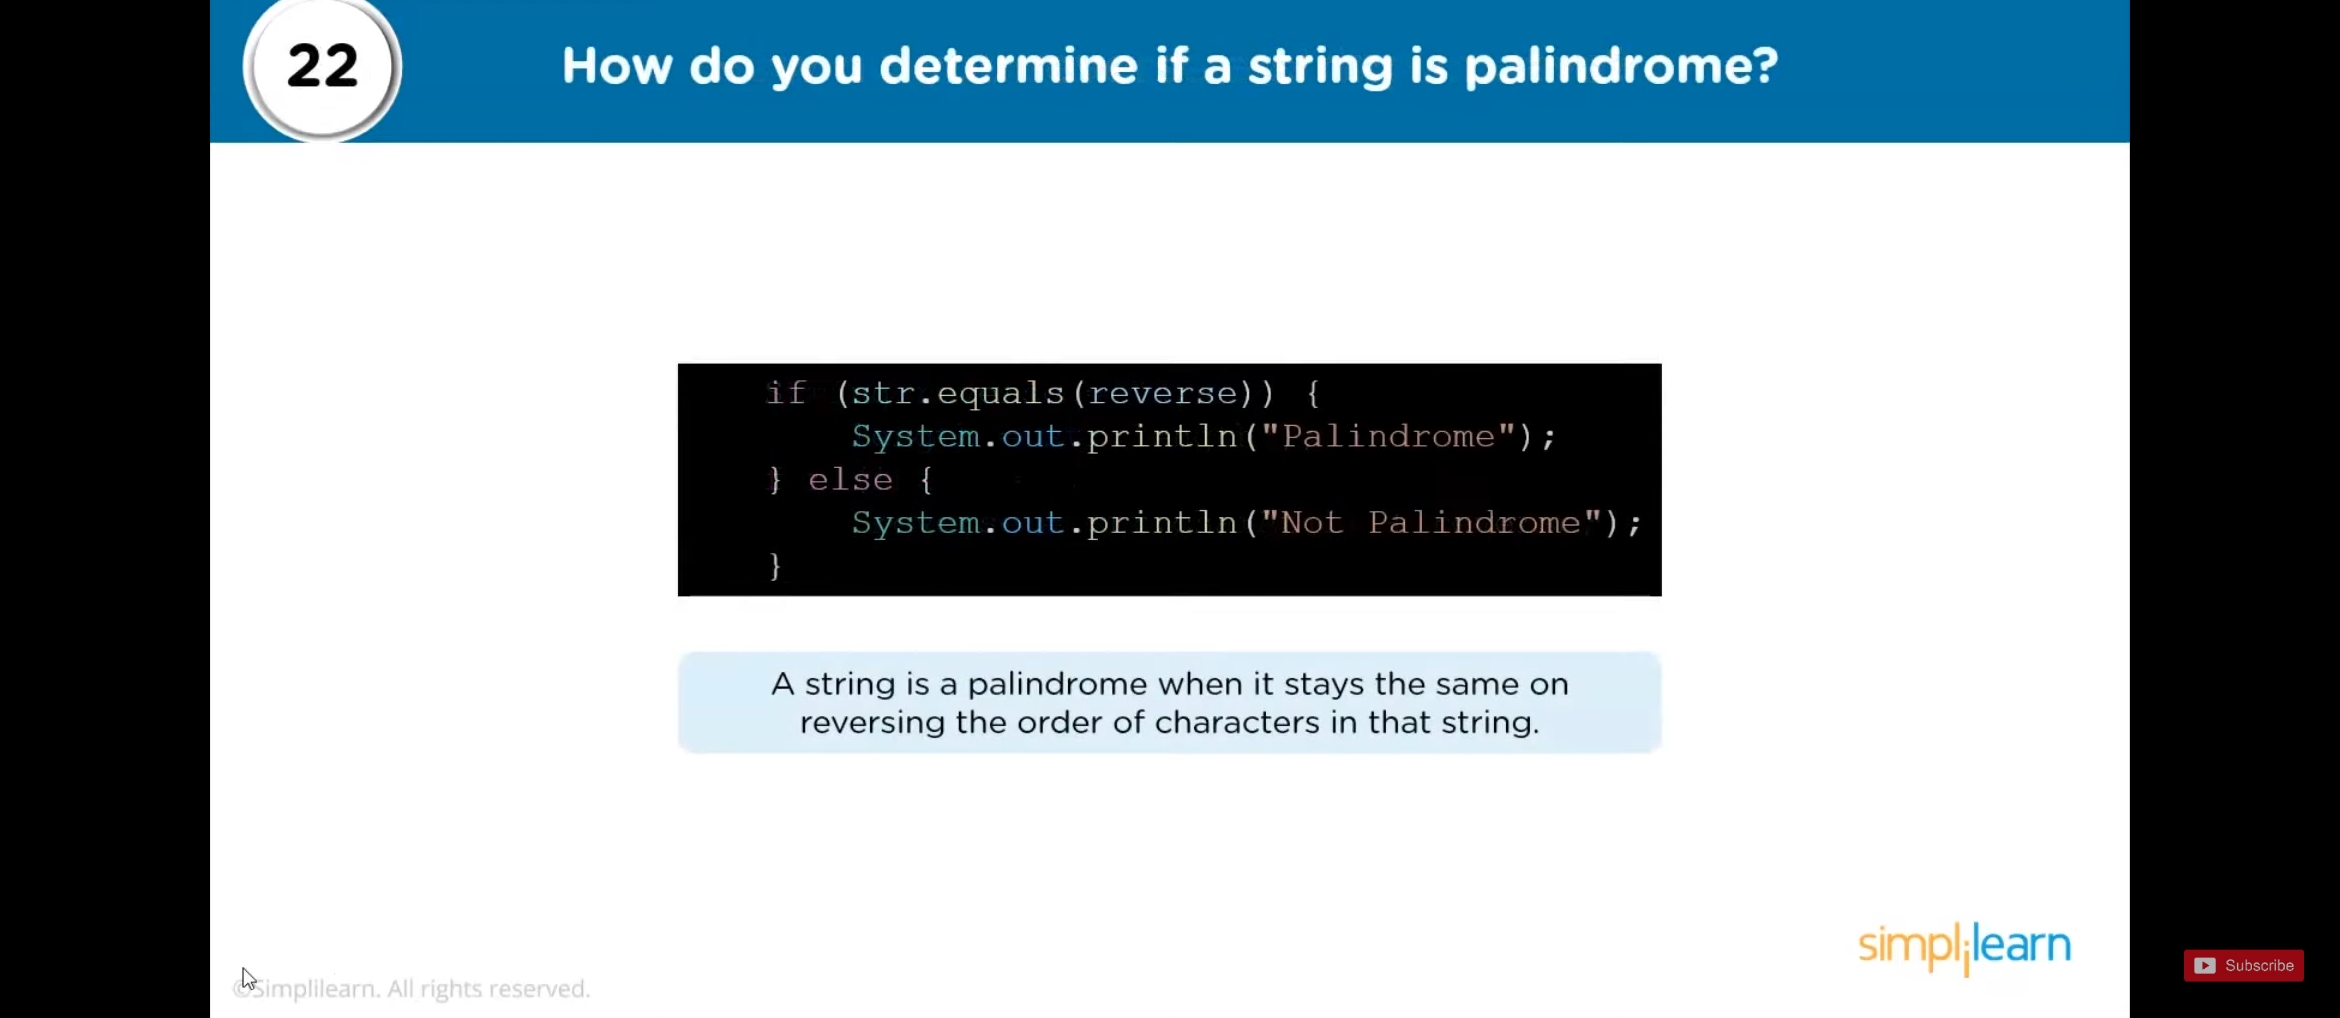 22
How do you determine if a string is palindrome?
if (str.equals(reverse)) {
System.out.println("Palindrome");
} else {
System.out.println("Not Palindrome");
}
A string is a palindrome when it stays the same on
reversing the order of characters in that string.
simplilearn
Subscribe
©Simplilearn. All rights reserved.